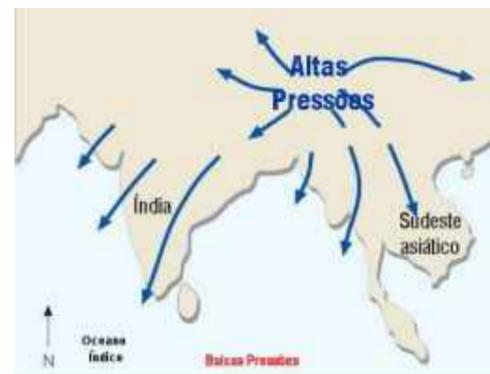 Altas
Pressões
Índia
Sudeste
asiático
N
Oceano
Índico
Baixas Pressões